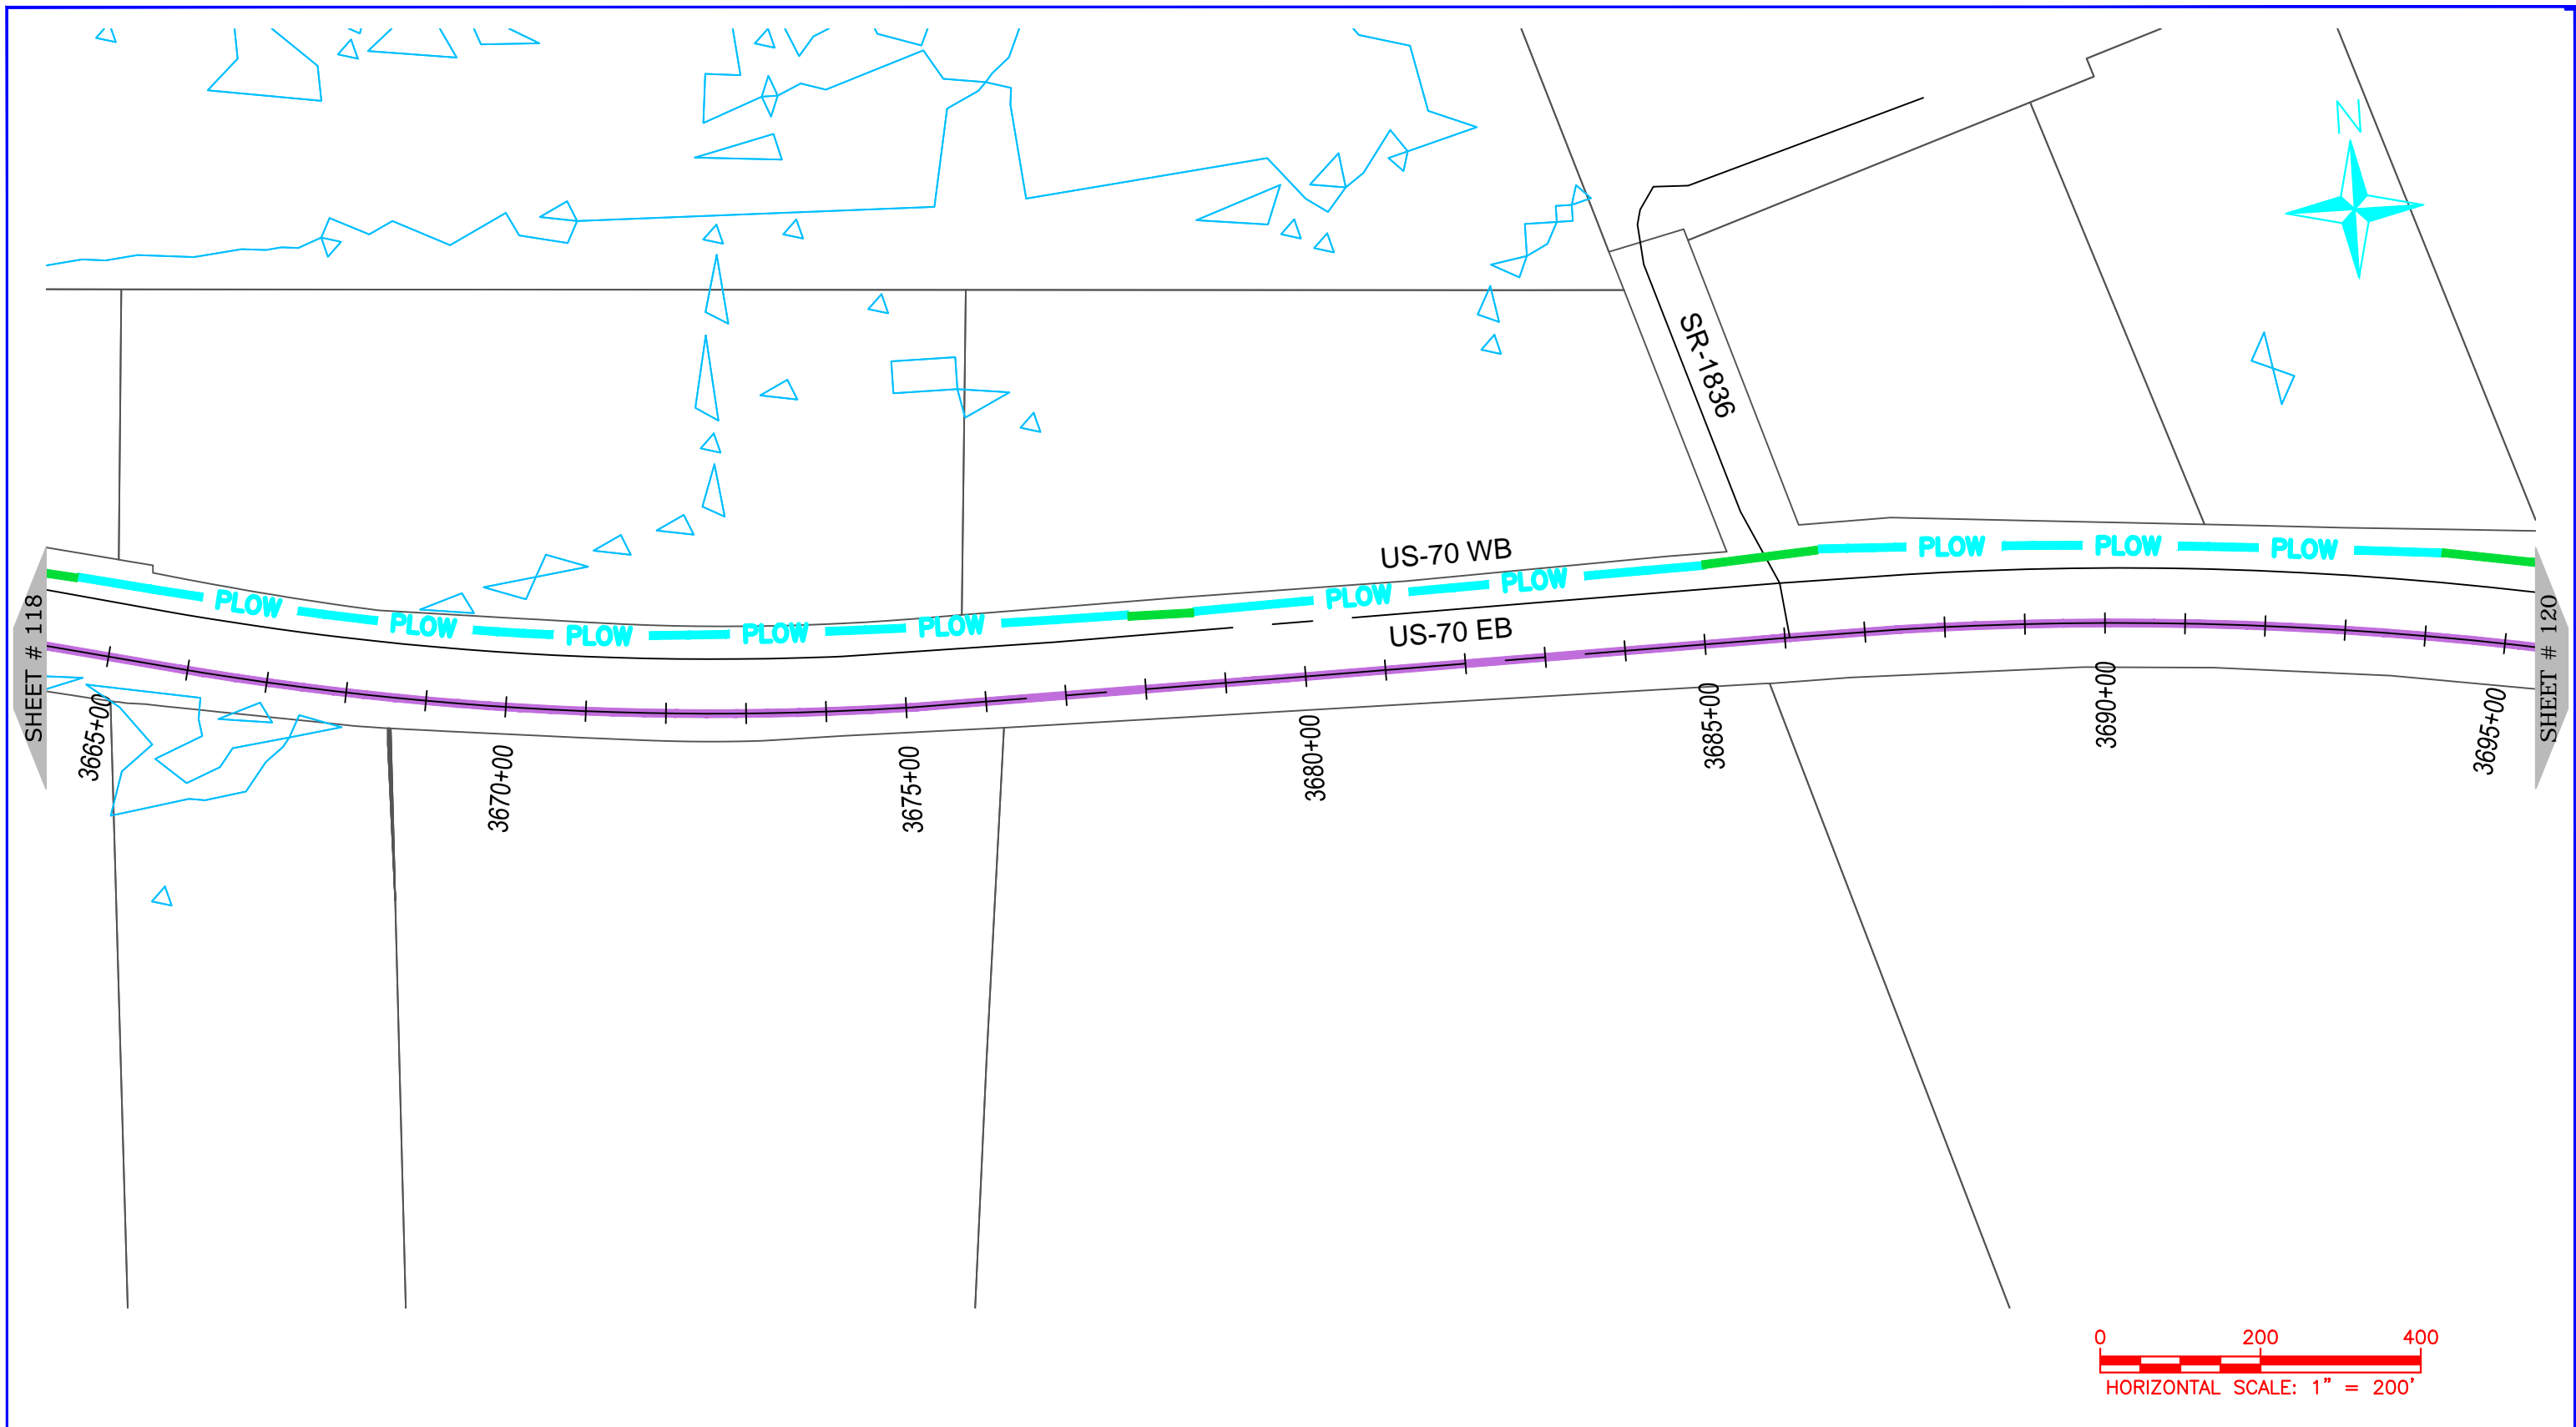 N
SR-1836
US-70 WB
PLOW PLOW PLOW PLOW PLOW PLOW PLOW PLOW PLOW PLOW
US-70 EB
SHEET # 118
SHEET # 120
3665+00
3670+00
3675+00
3680+00
3685+00
3690+00
3695+00
0 200 400
HORIZONTAL SCALE: 1" = 200'